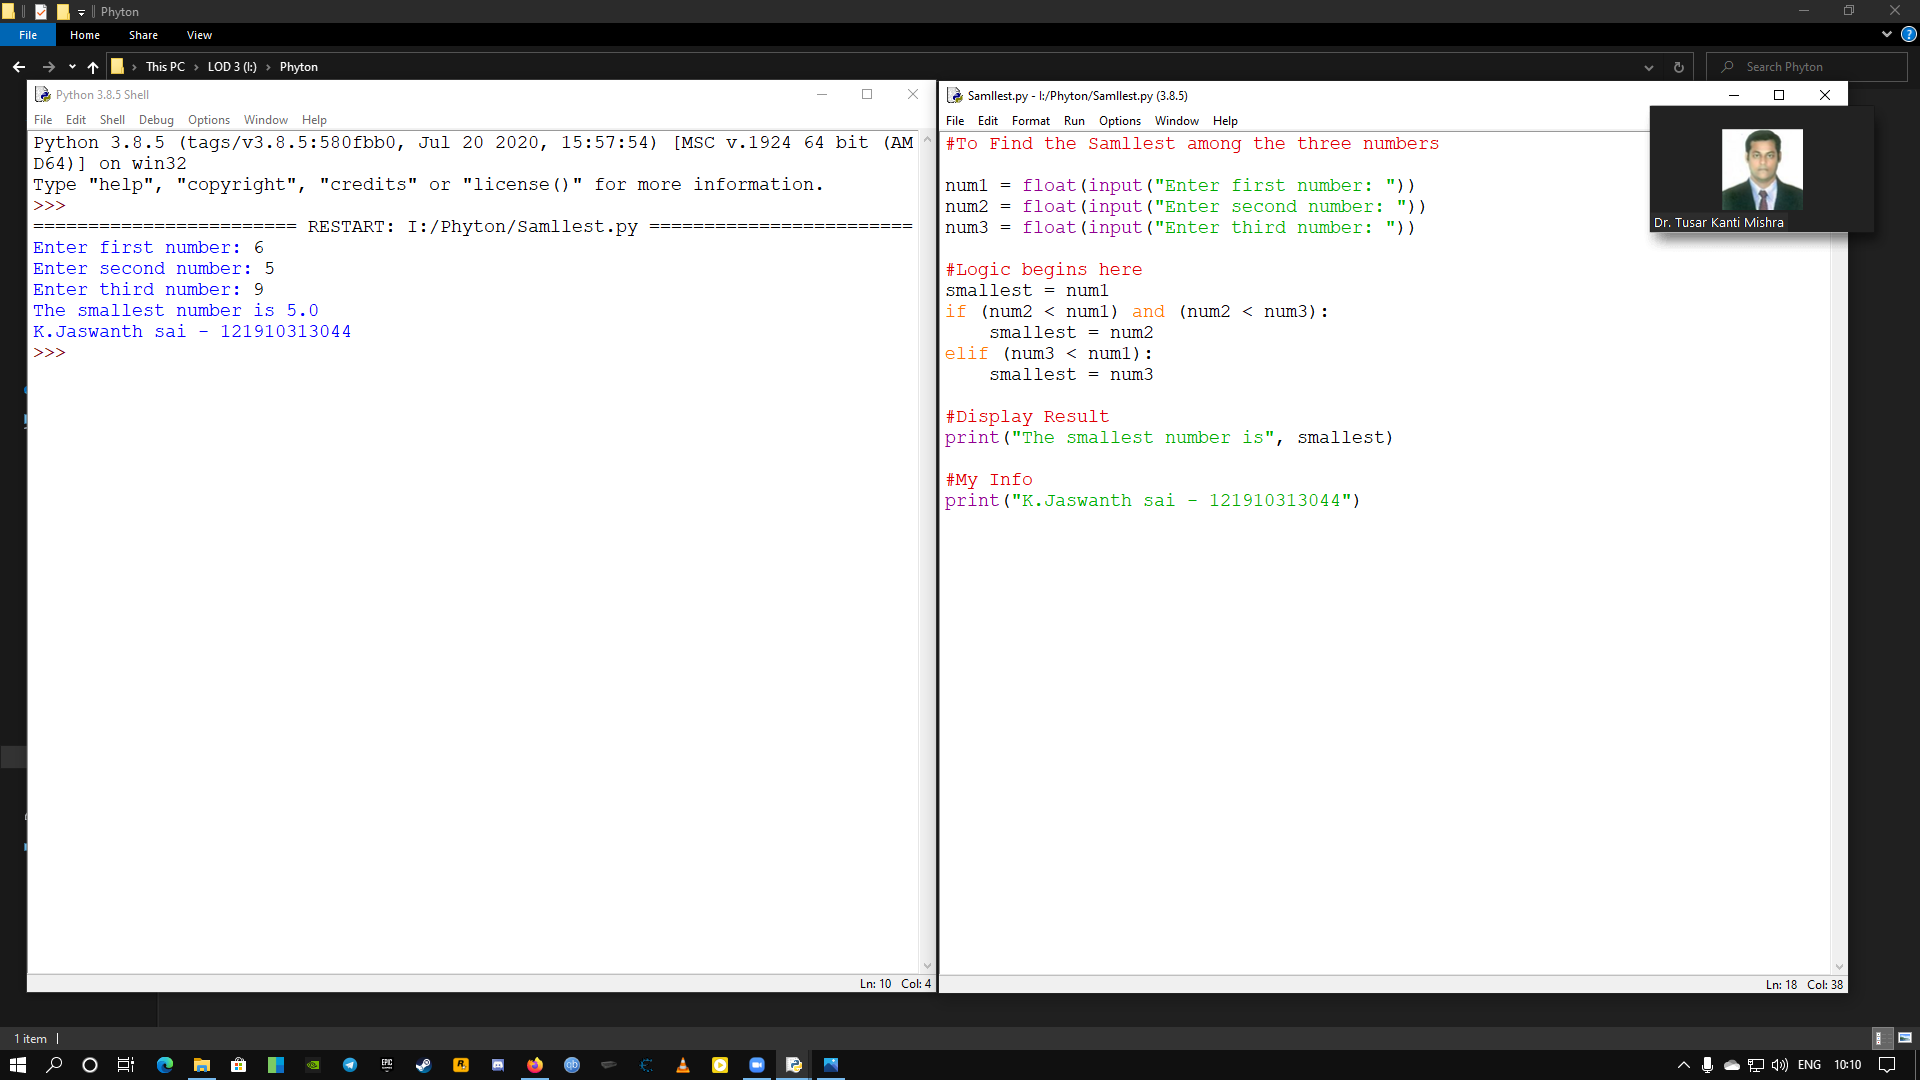 Phyton
File Home Share View
This PC › LOD 3 (I:) › Phyton
Search Phyton
Python 3.8.5 Shell
File Edit Shell Debug Options Window Help
Python 3.8.5 (tags/v3.8.5:580fbb0, Jul 20 2020, 15:57:54) [MSC v.1924 64 bit (AM
D64)] on win32
Type "help", "copyright", "credits" or "license()" for more information.
>>>
======================== RESTART: I:/Phyton/Samllest.py ========================
Enter first number: 6
Enter second number: 5
Enter third number: 9
The smallest number is 5.0
K.Jaswanth sai - 121910313044
>>>
Ln: 10 Col: 4
Samllest.py - I:/Phyton/Samllest.py (3.8.5)
File Edit Format Run Options Window Help
#To Find the Samllest among the three numbers
num1 = float(input("Enter first number: "))
num2 = float(input("Enter second number: "))
num3 = float(input("Enter third number: "))
#Logic begins here
smallest = num1
if (num2 < num1) and (num2 < num3):
    smallest = num2
elif (num3 < num1):
    smallest = num3
#Display Result
print("The smallest number is", smallest)
#My Info
print("K.Jaswanth sai - 121910313044")
Ln: 18 Col: 38
Dr. Tusar Kanti Mishra
1 item
EPIC
qb
ENG 10:10